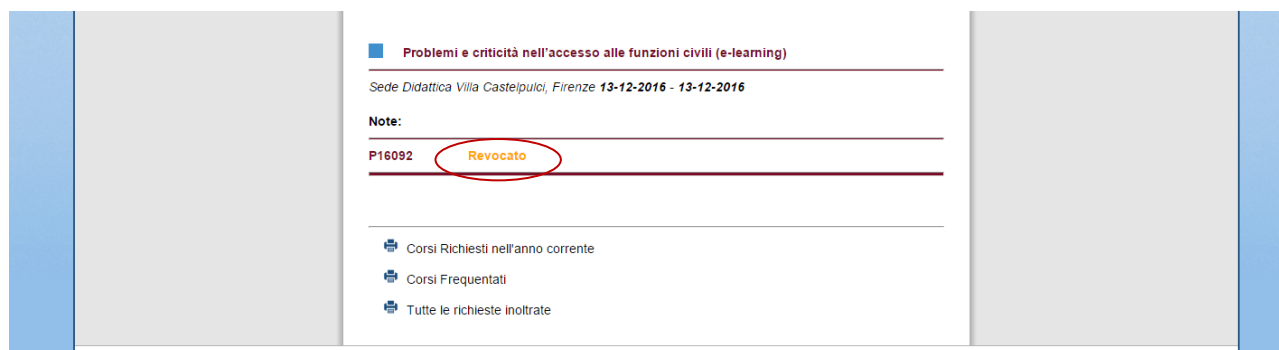 Problemi e criticità nell'accesso alle funzioni civili (e-learning)
Sede Didattica Villa Castelpulci, Firenze 13-12-2016 - 13-12-2016
Note:
P16092 Revocato
Corsi Richiesti nell'anno corrente
Corsi Frequentati
Tutte le richieste inoltrate